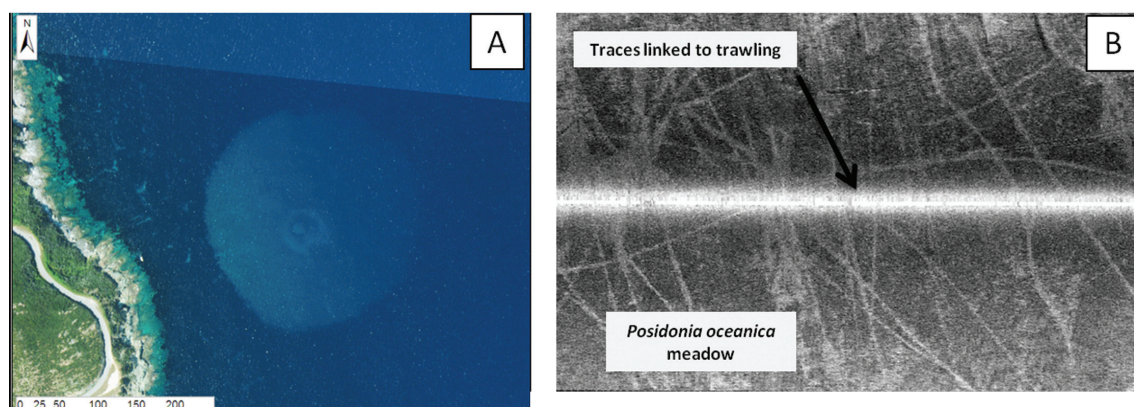 N
A
0 25 50 100 150 200
Traces linked to trawling
B
Posidonia oceanica
meadow